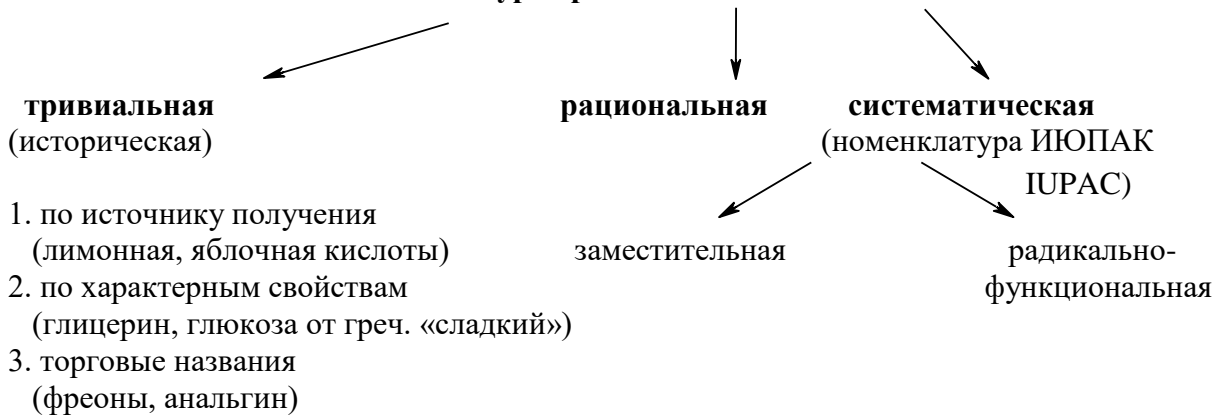 тривиальная рациональная систематическая
(историческая) (номенклатура ИЮПАК
IUPAC)
1. по источнику получения
(лимонная, яблочная кислоты) заместительная радикально-
2. по характерным свойствам функциональная
(глицерин, глюкоза от греч. «сладкий»)
3. торговые названия
(фреоны, анальгин)